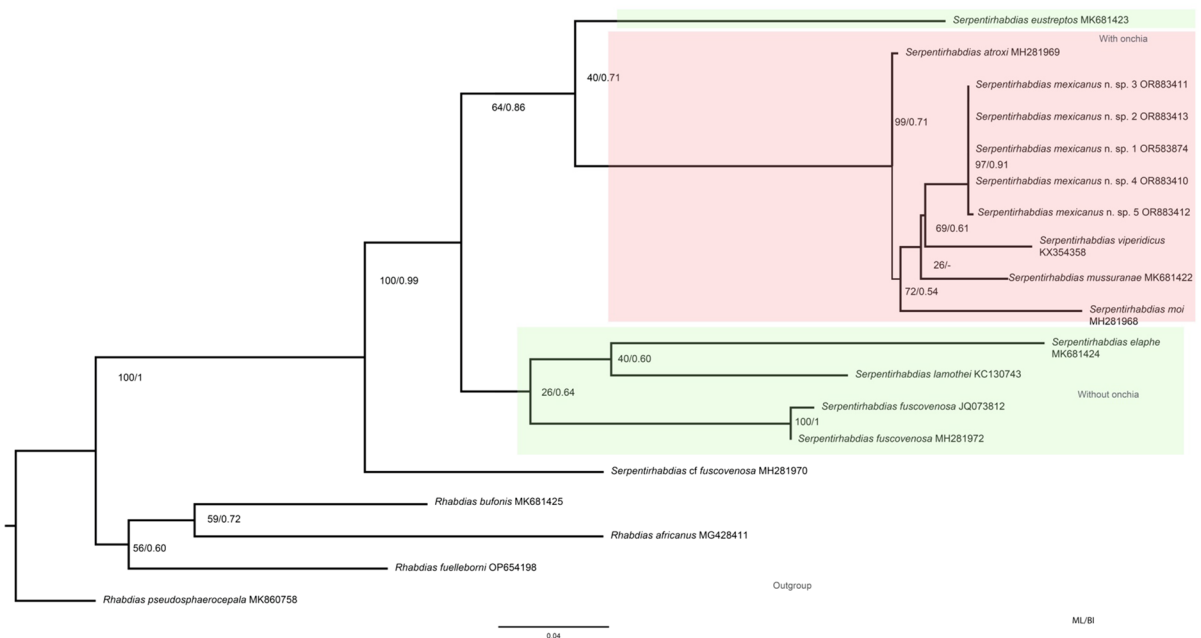 Serpentirhabdias eustreptos MK681423
With onchia
Serpentirhabdias atroxi MH281969
40/0.71
Serpentirhabdias mexicanus n. sp. 3 OR883411
64/0.86
Serpentirhabdias mexicanus n. sp. 2 OR883413
99/0.71
Serpentirhabdias mexicanus n. sp. 1 OR583874
97/0.91
Serpentirhabdias mexicanus n. sp. 4 OR883410
Serpentirhabdias mexicanus n. sp. 5 OR883412
69/0.61
Serpentirhabdias viperidicus
KX354358
26/-
Serpentirhabdias mussuranae MK681422
100/0.99
72/0.54
Serpentirhabdias moi
MH281968
Serpentirhabdias elaphe
MK681424
40/0.60
Serpentirhabdias lamothei KC130743
100/1
26/0.64
Without onchia
Serpentirhabdias fuscovenosa JQ073812
100/1
Serpentirhabdias fuscovenosa MH281972
Serpentirhabdias cf fuscovenosa MH281970
Rhabdias bufonis MK681425
59/0.72
Rhabdias africanus MG428411
56/0.60
Rhabdias fuelleborni OP654198
Outgroup
Rhabdias pseudosphaerocepala MK860758
ML/BI
0.04